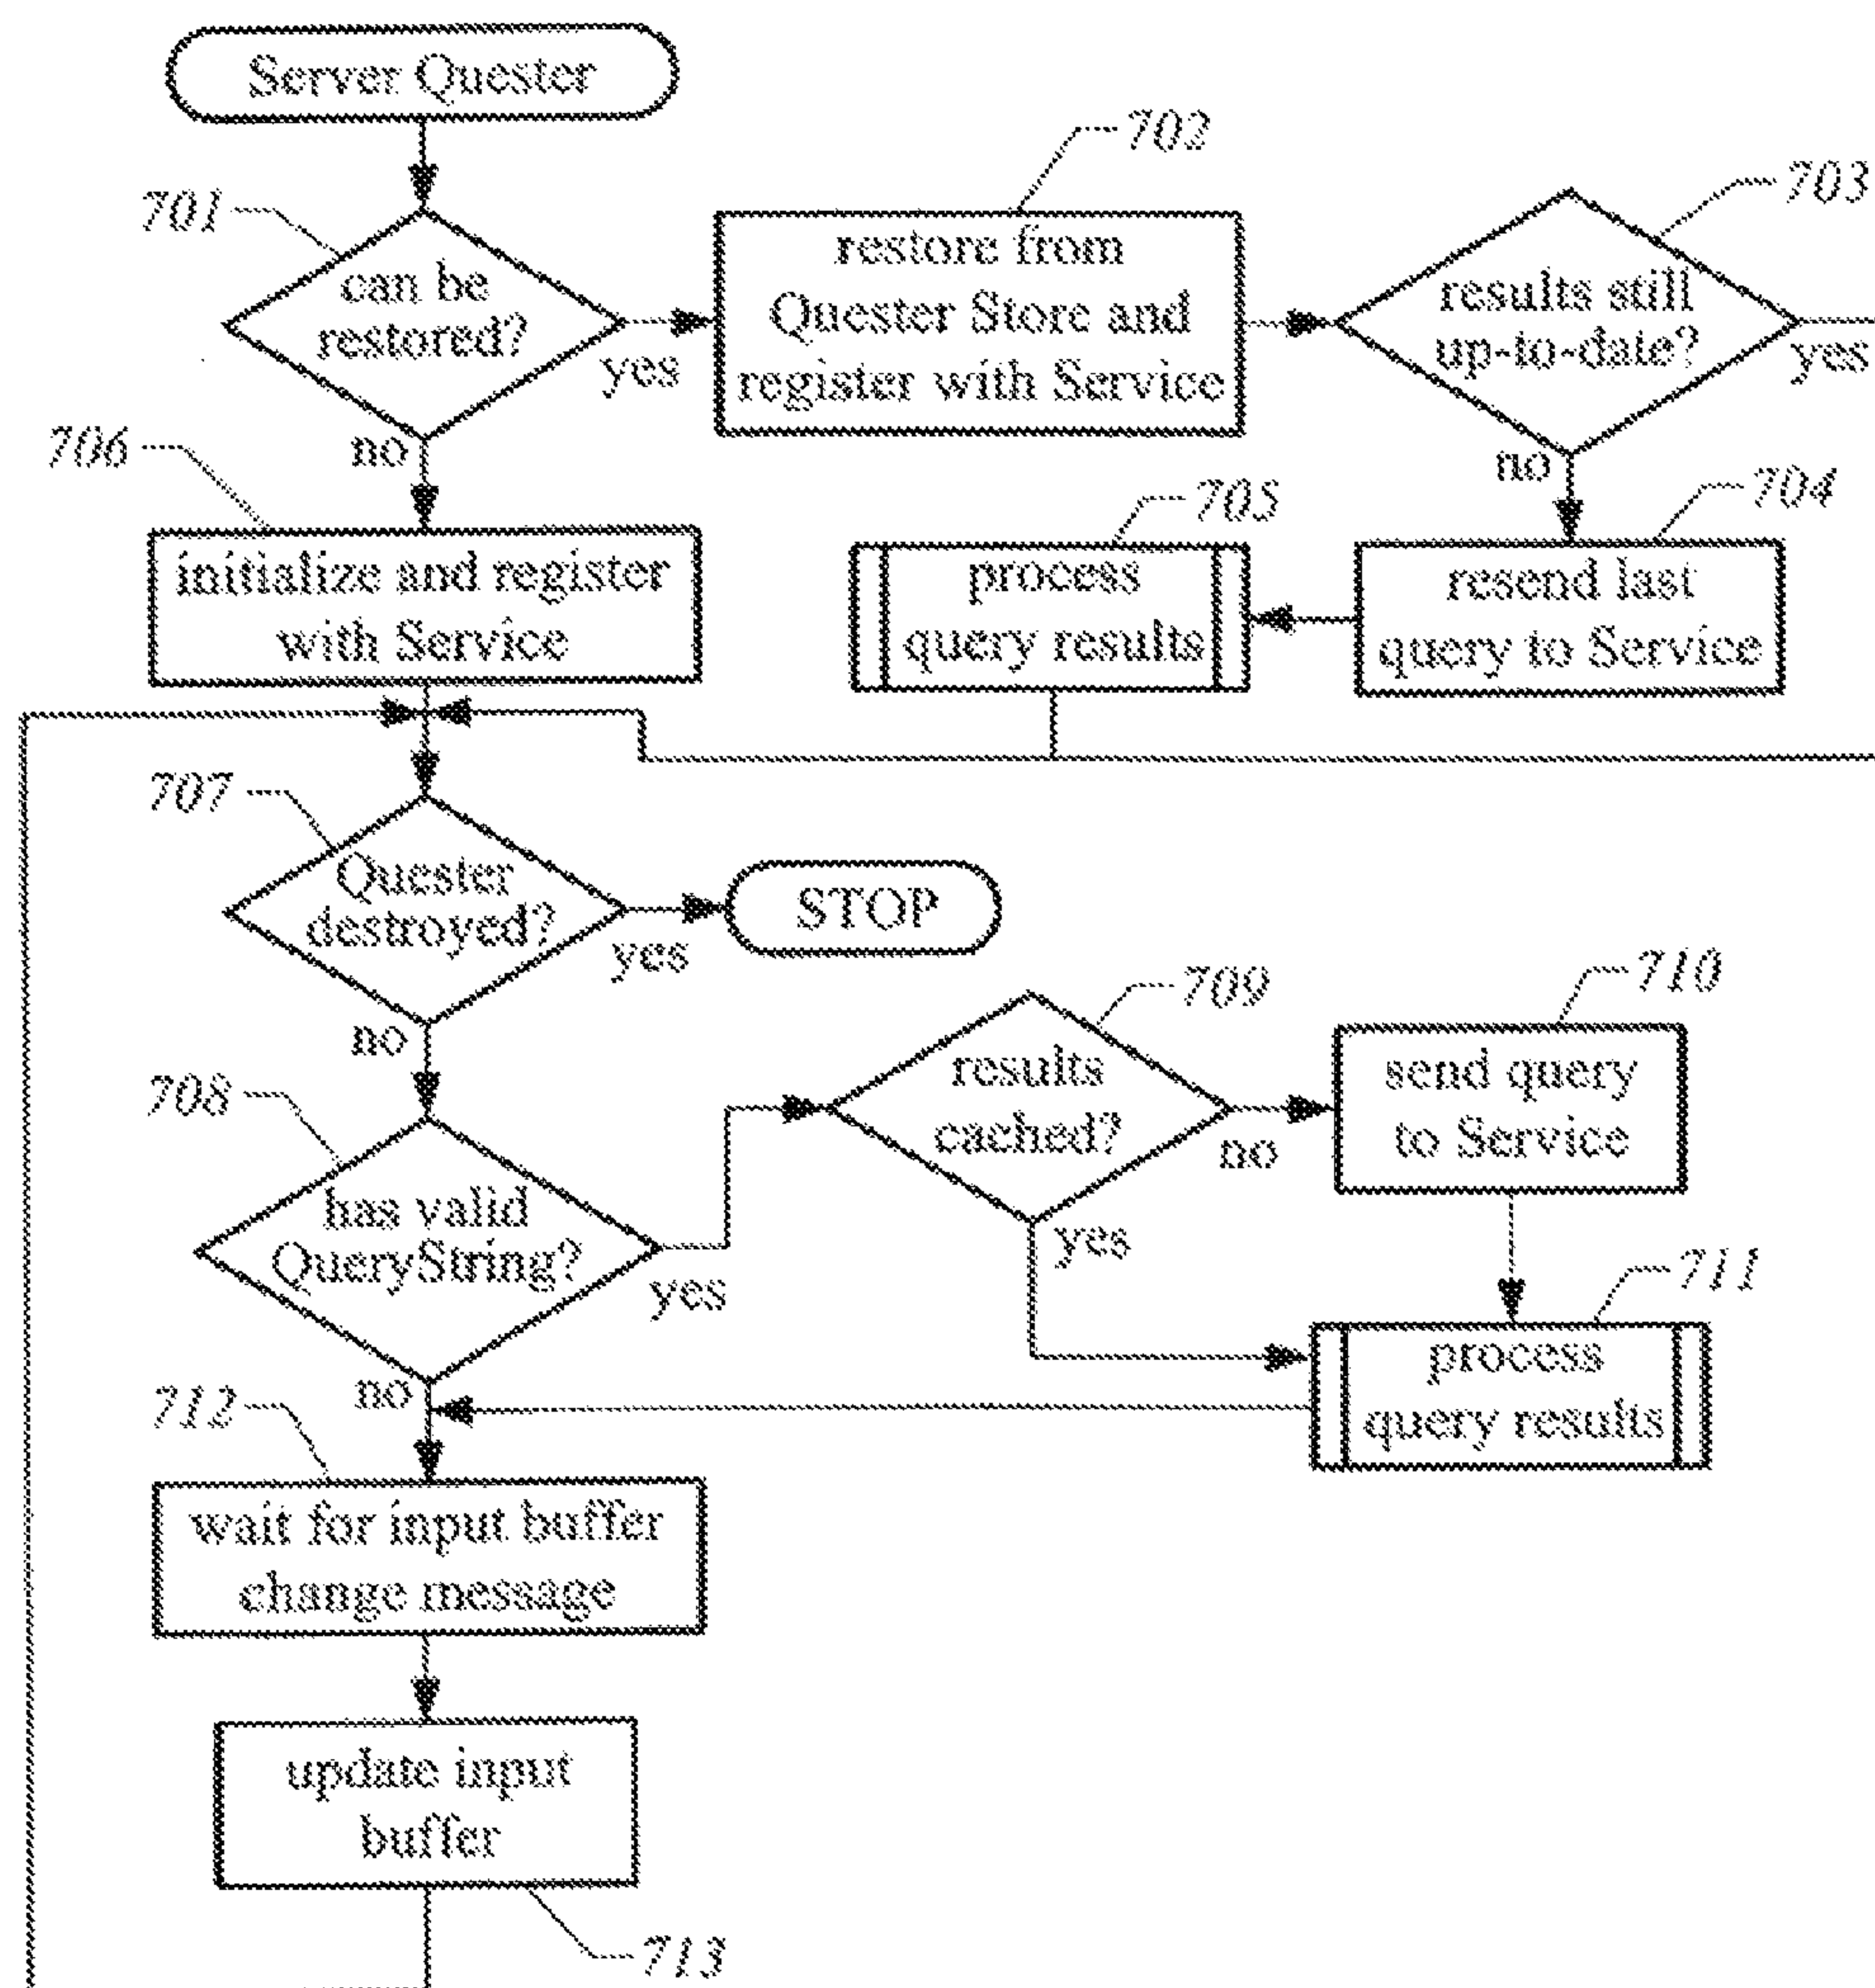 Server Quester
702
703
701
can be
restored?
yes
restore from
Quester Store and
register with Service
results still
up-to-date?
yes
no
706
no
705
704
initialize and register
with Service
process
query results
resend last
query to Service
707
Quester
destroyed?
yes
STOP
no
709
710
708
results
cached?
no
send query
to Service
has valid
QueryString?
yes
yes
711
no
process
query results
712
wait for input buffer
change message
update input
buffer
713